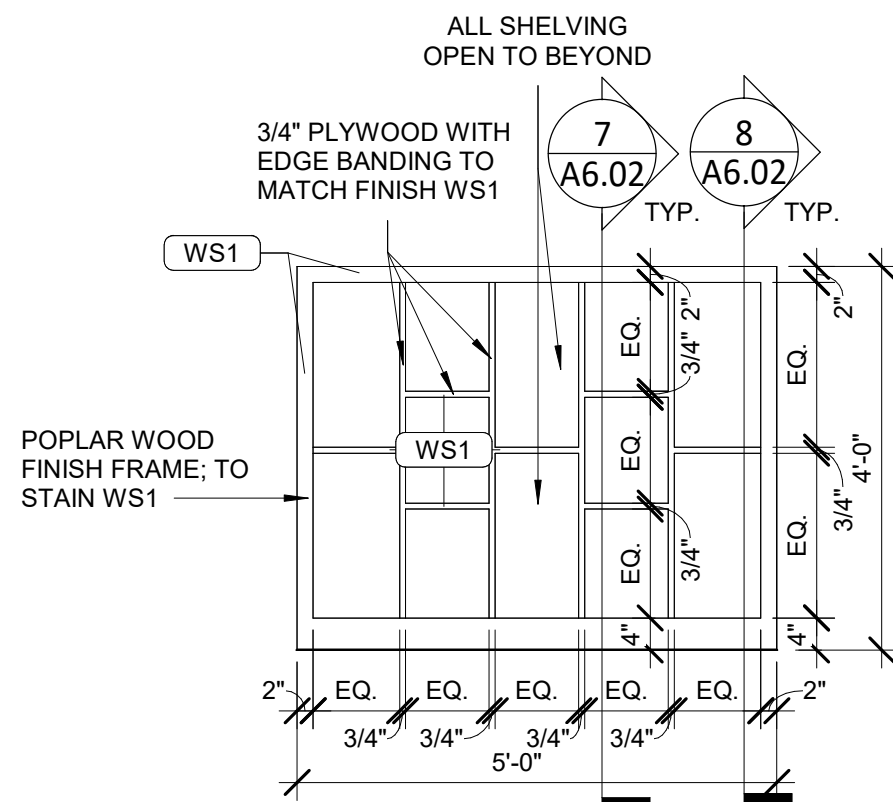 ALL SHELVING
OPEN TO BEYOND
3/4" PLYWOOD WITH
EDGE BANDING TO
MATCH FINISH WS1
7
A6.02
TYP.
8
A6.02
TYP.
WS1
POPLAR WOOD
FINISH FRAME; TO
STAIN WS1
WS1
2"
EQ.
3/4"
EQ.
3/4"
EQ.
4"
2"
EQ.
3/4"
EQ.
4"
4'-0"
2"
EQ.
EQ.
EQ.
EQ.
EQ.
2"
3/4"
3/4"
3/4"
3/4"
5'-0"